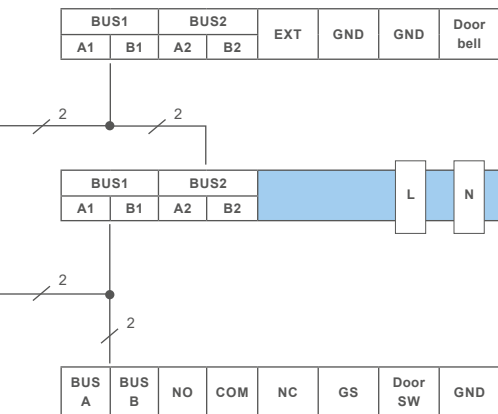 BUS1 BUS2 EXT GND GND Door bell
A1 B1 A2 B2
2 2
BUS1 BUS2 L N
A1 B1 A2 B2
2
2
BUS A BUS B NO COM NC GS Door SW GND